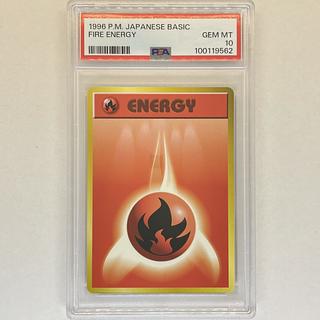 1996 P.M. JAPANESE BASIC
FIRE ENERGY GEM MT
10
PSA 100119562
ENERGY